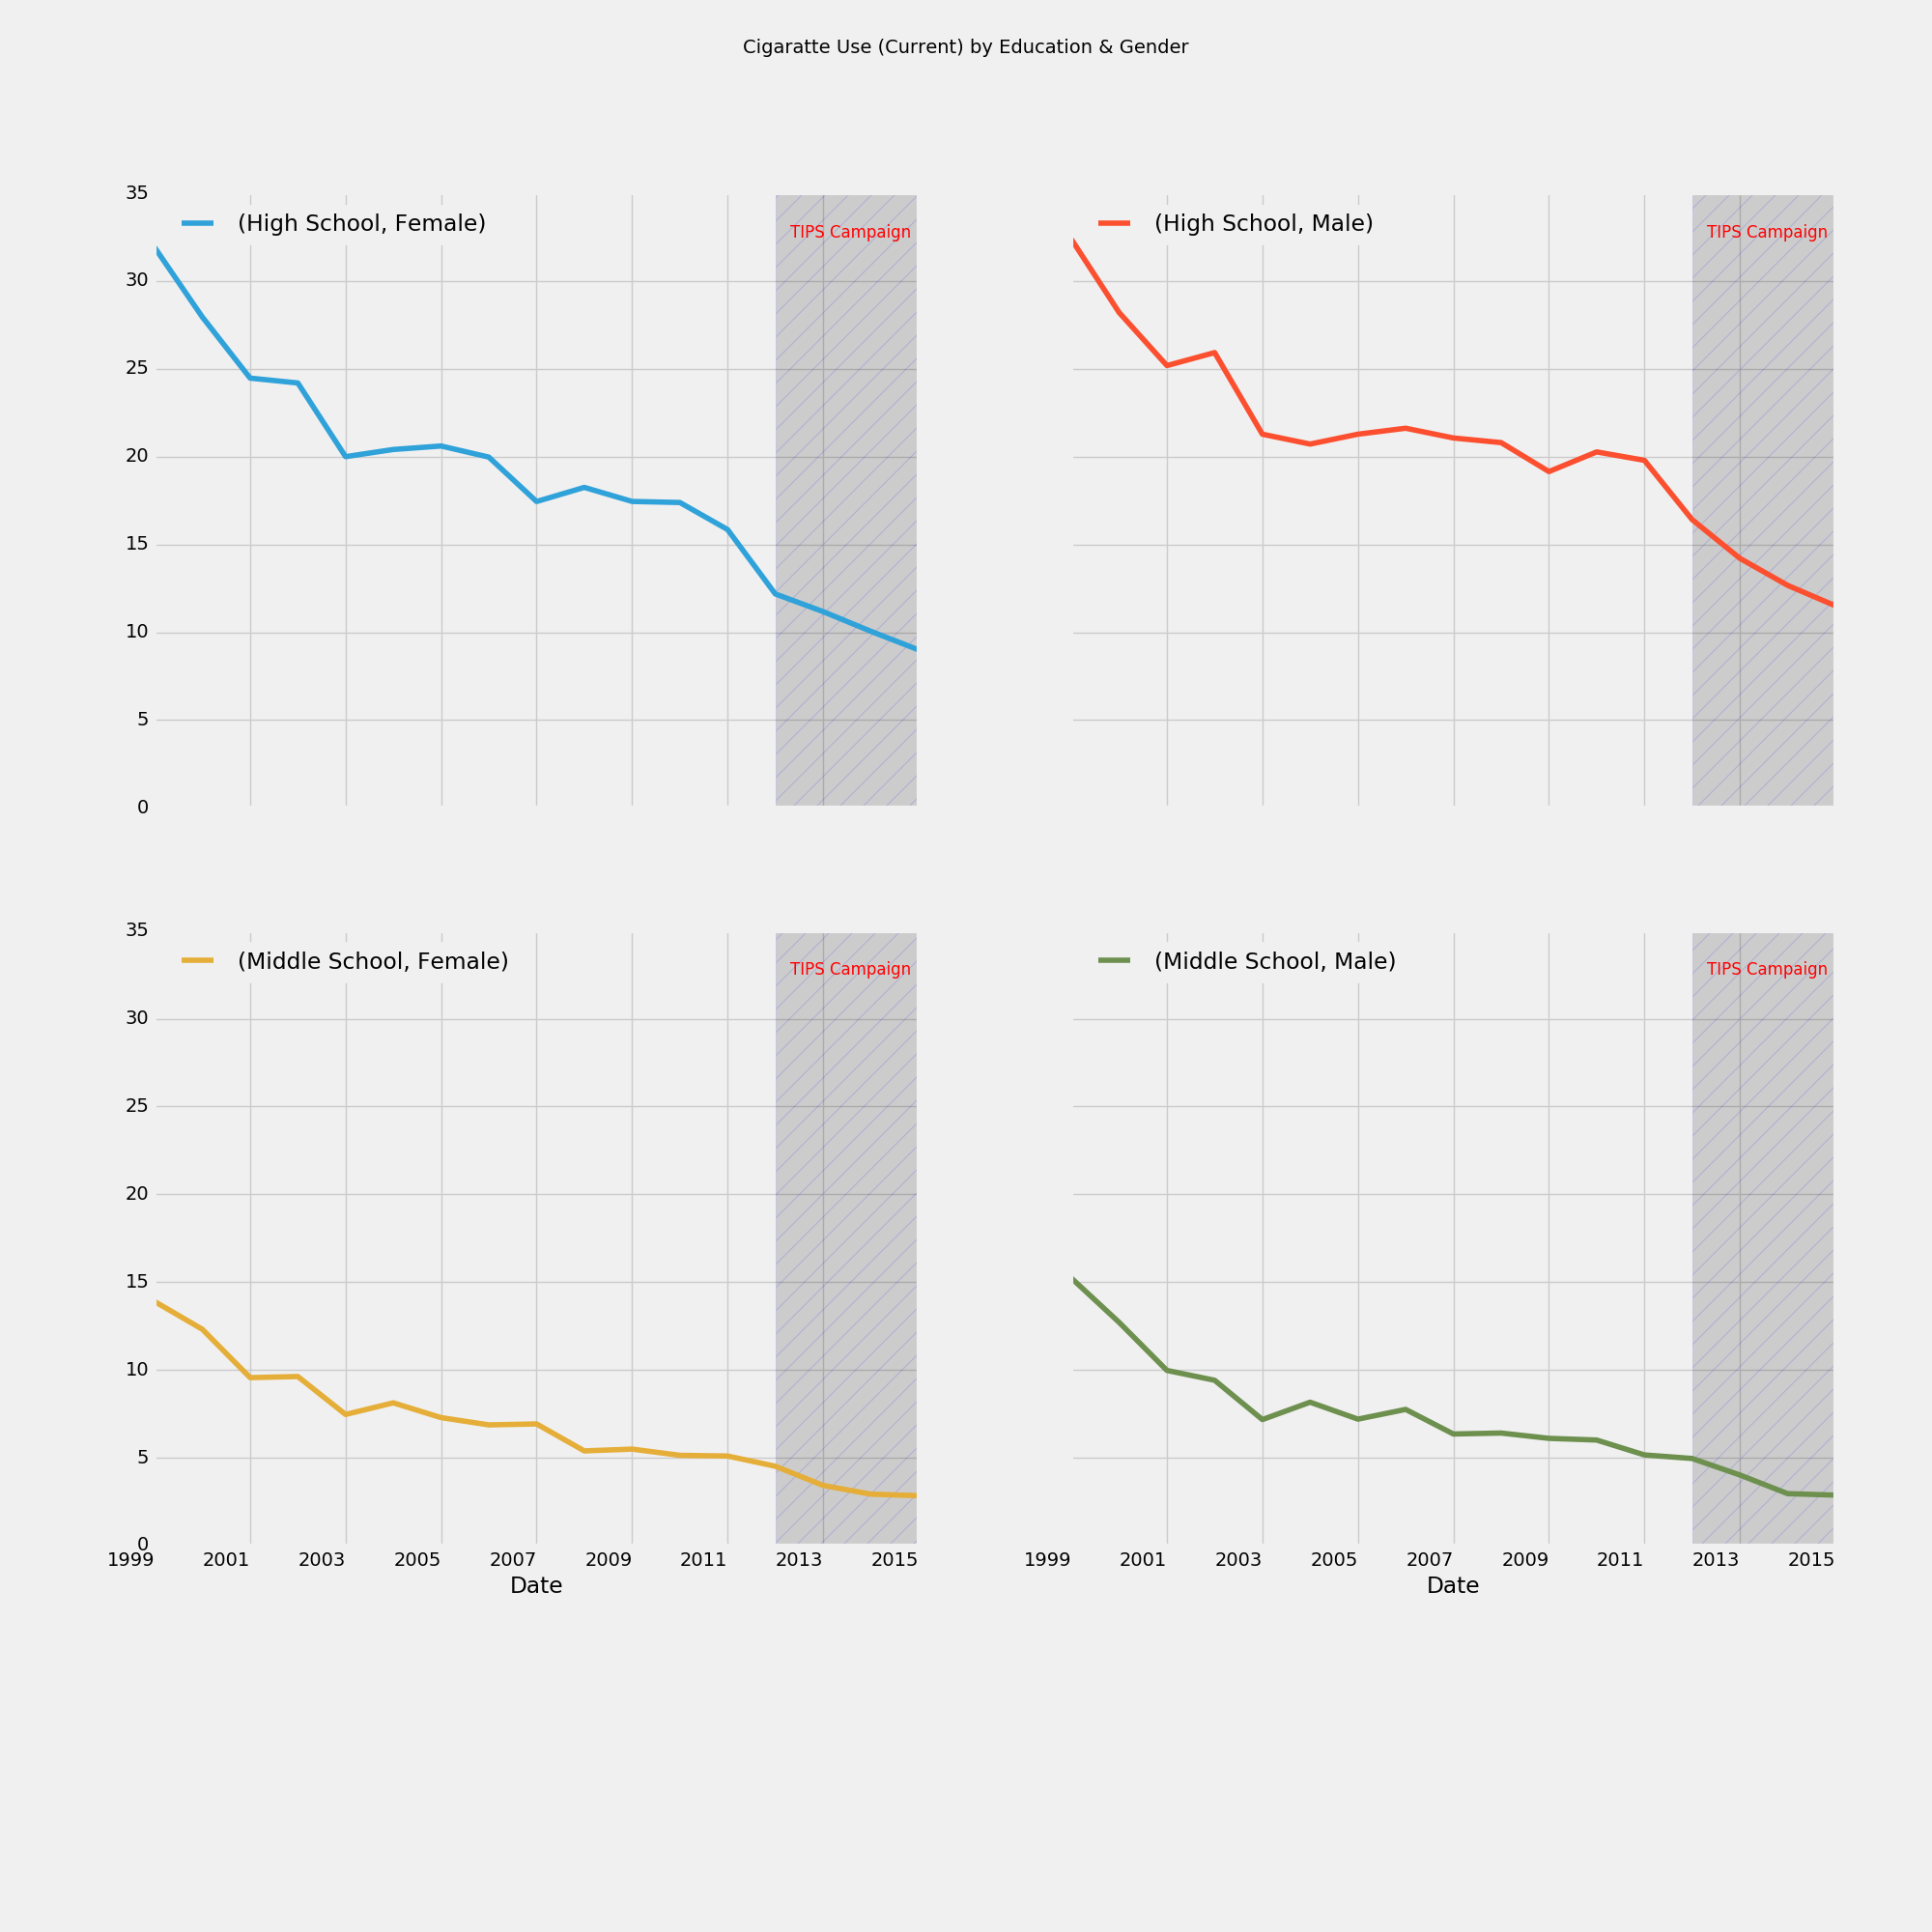 Cigaratte Use (Current) by Education & Gender
35
(High School, Female)
TIPS Campaign
30
25
20
15
10
5
0
(High School, Male)
TIPS Campaign
35
(Middle School, Female)
TIPS Campaign
30
25
20
15
10
5
0
1999 2001 2003 2005 2007 2009 2011 2013 2015
Date
(Middle School, Male)
TIPS Campaign
1999 2001 2003 2005 2007 2009 2011 2013 2015
Date